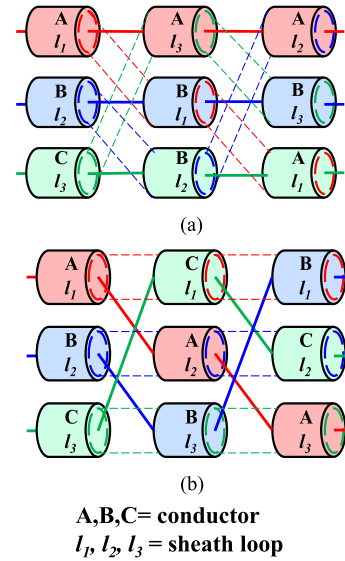 A A A
l1 l3 l2
B B B
l2 l1 l3
C B A
l3 l2 l1
(a)
A C B
l1 l1 l1
B A C
l2 l2 l2
C B A
l3 l3 l3
(b)
A,B,C= conductor
l1, l2, l3 = sheath loop